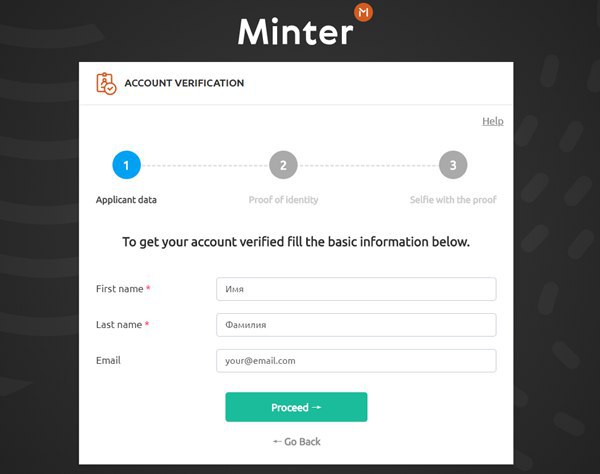 Minter M
ACCOUNT VERIFICATION
Help
1 2 3
Applicant data Proof of identity Selfie with the proof
To get your account verified fill the basic information below.
First name * Имя
Last name * Фамилия
Email your@email.com
Proceed →
← Go Back